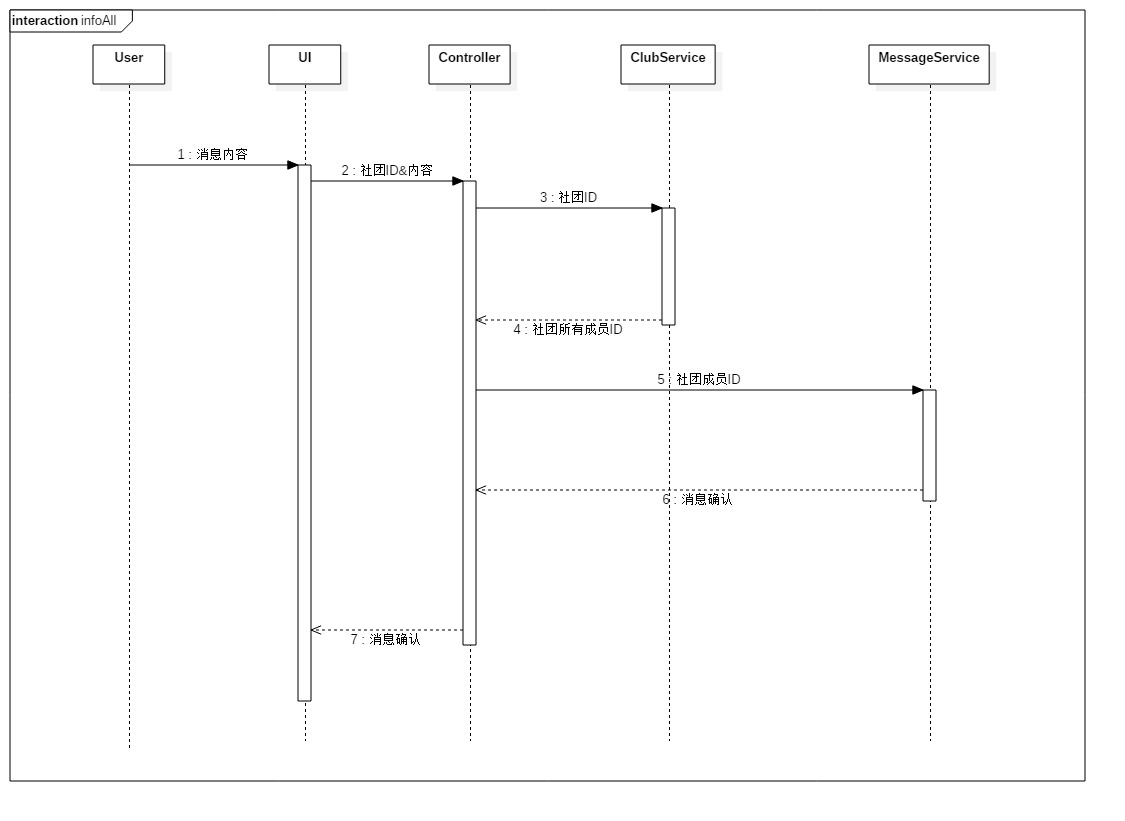 interaction infoAll
User
UI
Controller
ClubService
MessageService
1 : 消息内容
2 : 社团ID&内容
3 : 社团ID
4 : 社团所有成员ID
5 : 社团成员ID
6 : 消息确认
7 : 消息确认